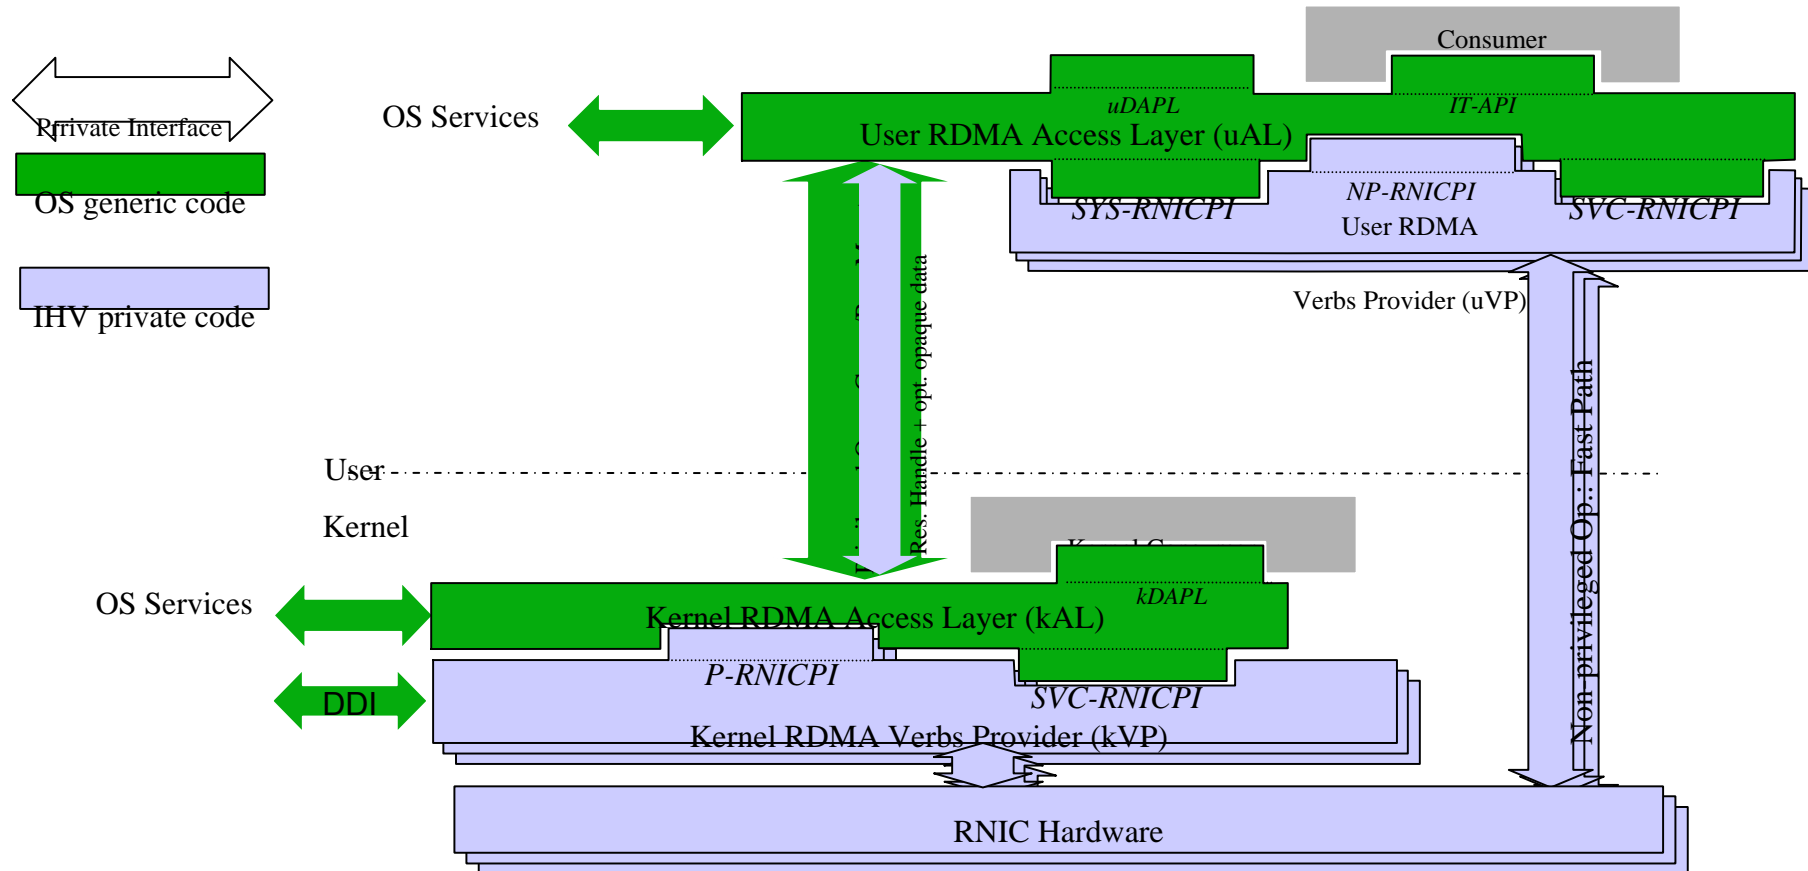 Consumer
Prrivate Interface
OS Services
uDAPL
IT-API
User RDMA Access Layer (uAL)
OS generic code
SYS-RNICPI
NP-RNICPI
SVC-RNICPI
User RDMA
IHV private code
Verbs Provider (uVP)
Res. Handle + opt. opaque data
Non-privileged Op.: Fast Path
User
Kernel
OS Services
kDAPL
Kernel RDMA Access Layer (kAL)
P-RNICPI
SVC-RNICPI
DDI
Kernel RDMA Verbs Provider (kVP)
RNIC Hardware